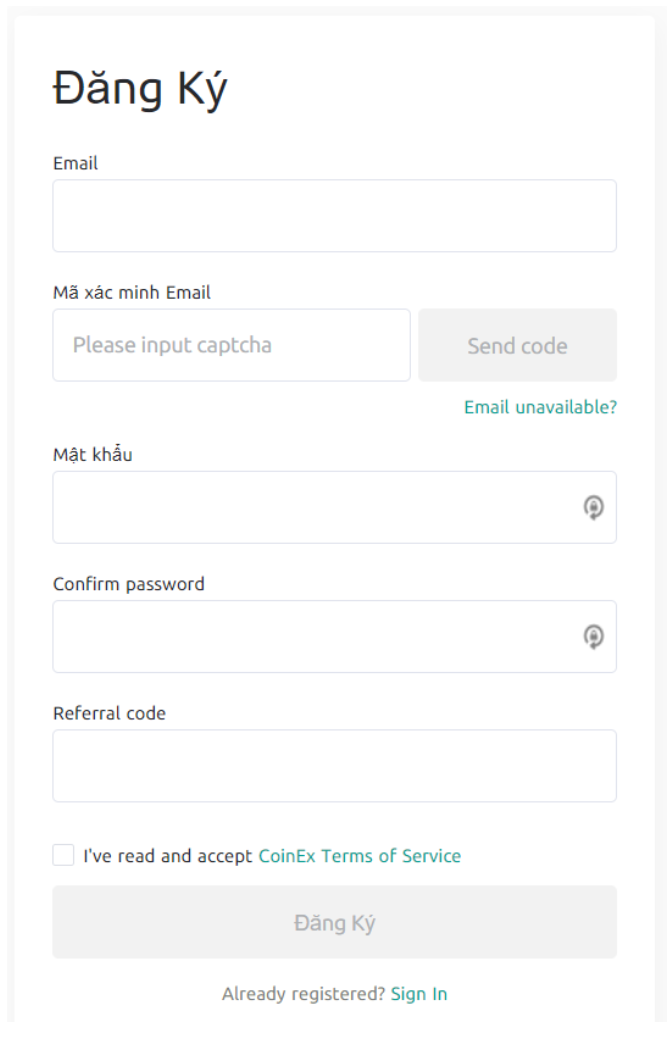 Đăng Ký
Email
Mã xác minh Email
Please input captcha
Send code
Email unavailable?
Mật khẩu
Confirm password
Referral code
I've read and accept CoinEx Terms of Service
Đăng Ký
Already registered? Sign In